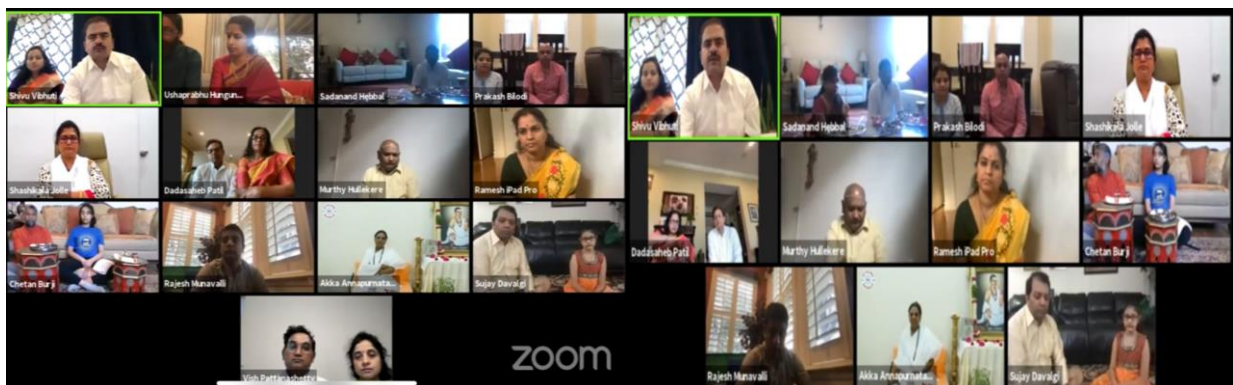 Shivu Vibhuti
Ushaprabhu Hungun...
Sadanand Hebbal
Prakash Bilodi
Shashikala Jolle
Dadasaheb Patil
Murthy Hullekere
Ramesh iPad Pro
Chetan Burji
Rajesh Munavalli
Akka Annapurnata...
Sujay Davalgi
Vish Pattanashetty
zoom
Shivu Vibhuti
Sadanand Hebbal
Prakash Bilodi
Shashikala Jolle
Dadasaheb Patil
Murthy Hullekere
Ramesh iPad Pro
Chetan Burji
Rajesh Munavalli
Akka Annapurnata...
Sujay Davalgi